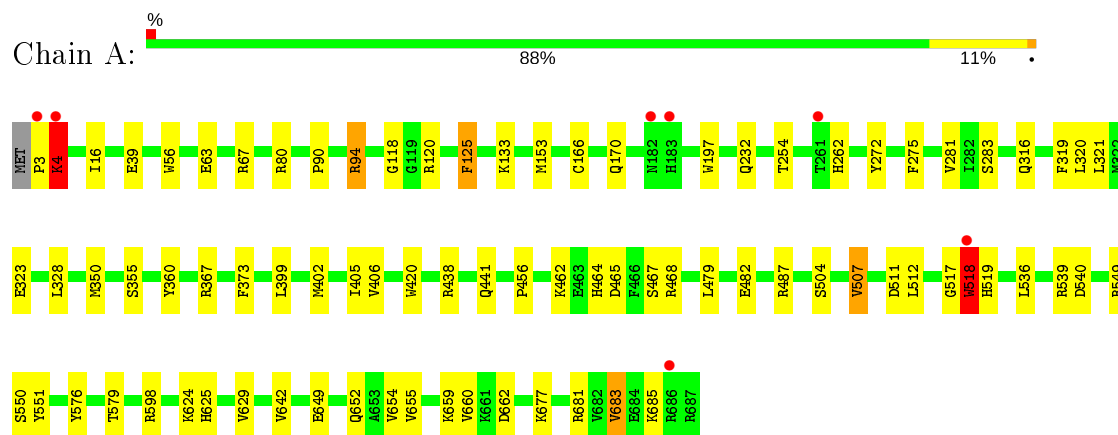 %
Chain A:
88% 11% •
MET P3 K4 I16 E39 W56 E63 R67 R80 P90 R94 G118 G119 R120 F125 K133 M153 C166 Q170 N182 H183 W197 Q232 T254 T261 H262 Y272 F275 V281 I282 S283 Q316 F319 L320 L321 M322
E323 L328 M350 S355 Y360 R367 F373 L399 M402 I405 V406 W420 R438 Q441 P456 K462 E463 H464 D465 F466 S467 R468 L479 E482 R487 S504 V507 D511 L512 G517 W518 H519 L536 R539 D540 R549
S550 Y551 Y576 T579 R598 K624 H625 V629 V642 E649 Q652 A653 V654 V655 K659 V660 K661 D662 K677 R681 V682 V683 E684 K685 R686 R687